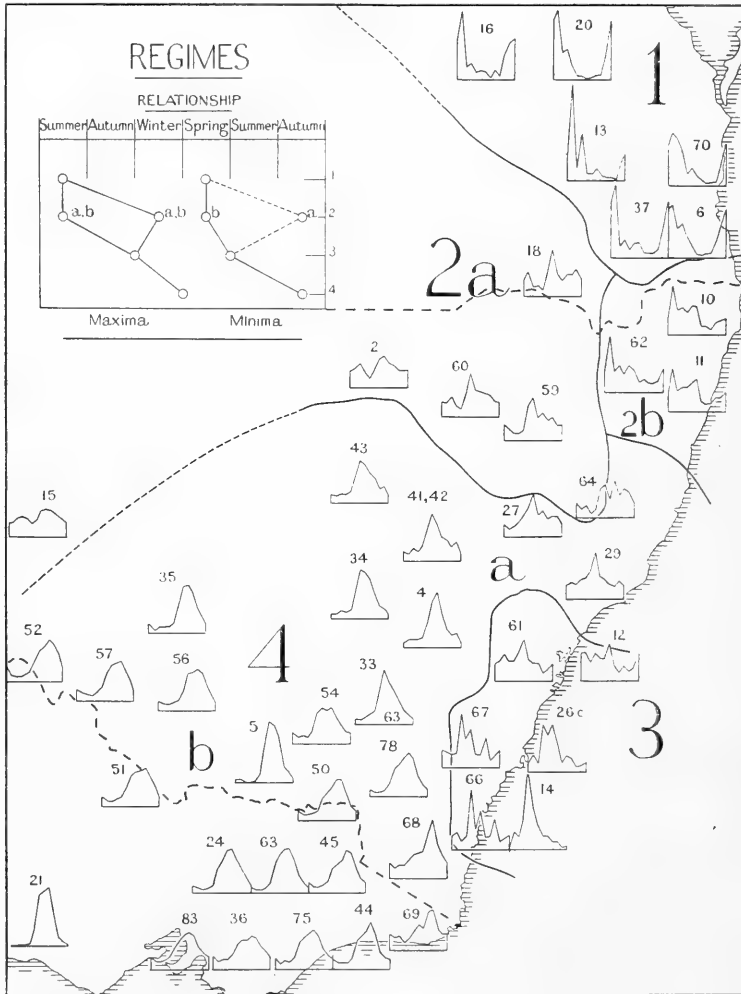 REGIMES
RELATIONSHIP
Summer Autumn Winter Spring Summer Autumn
1
a,b a,b b a 2
3
4
Maxima Minima
16 20 1
13 70
37 6
2a 18
10
62 11
2
60 59 2b
43 64
15 41,42 27
a 29
35 34 4
52 57 56 4 33 61 12
54 63 67 26c 3
5
b 78
51 50 66 14
68
24 63 45
21
83 36 75 44 69